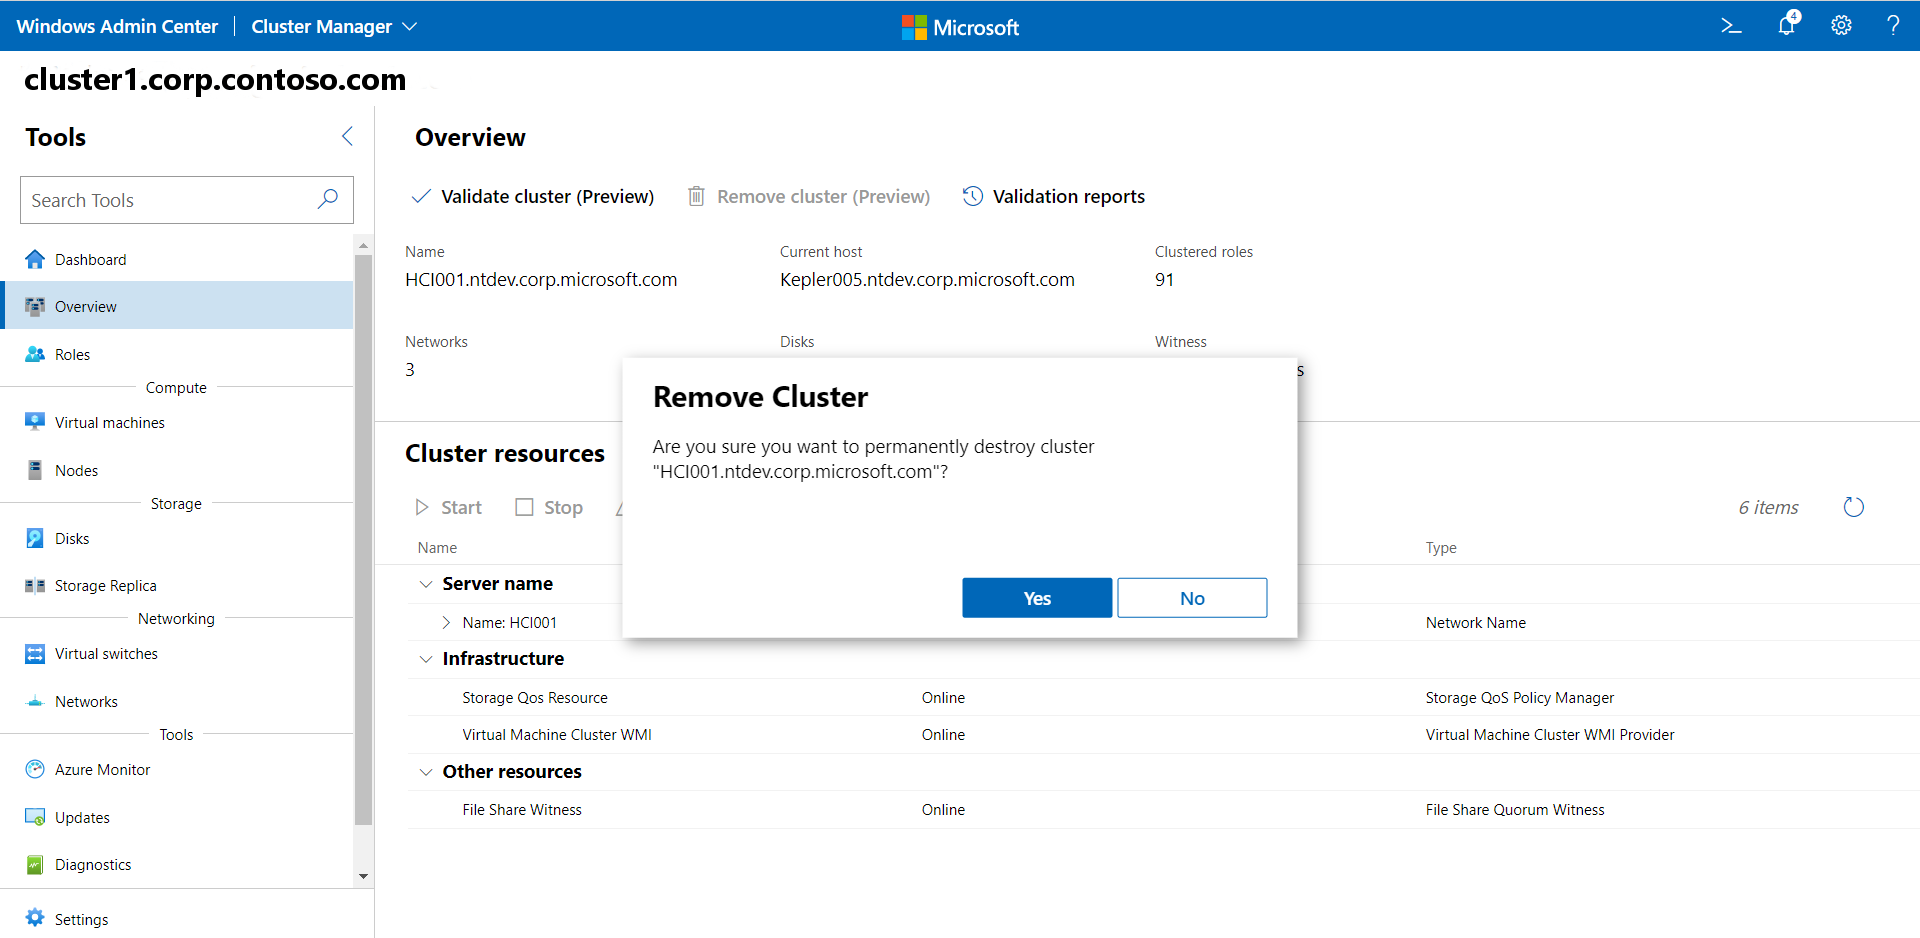 Windows Admin Center
Cluster Manager
Microsoft
4
cluster1.corp.contoso.com
Tools
Search Tools
Dashboard
Overview
Roles
Compute
Virtual machines
Nodes
Storage
Disks
Storage Replica
Networking
Virtual switches
Networks
Tools
Azure Monitor
Updates
Diagnostics
Settings
Overview
Validate cluster (Preview)
Remove cluster (Preview)
Validation reports
Name
Current host
Clustered roles
HCI001.ntdev.corp.microsoft.com
Kepler005.ntdev.corp.microsoft.com
91
Networks
Disks
Witness
3
s
Remove Cluster
Are you sure you want to permanently destroy cluster
"HCI001.ntdev.corp.microsoft.com"?
Yes
No
Cluster resources
Start
Stop
6 items
Name
Type
Server name
Name: HCI001
Network Name
Infrastructure
Storage Qos Resource
Online
Storage QoS Policy Manager
Virtual Machine Cluster WMI
Online
Virtual Machine Cluster WMI Provider
Other resources
File Share Witness
Online
File Share Quorum Witness